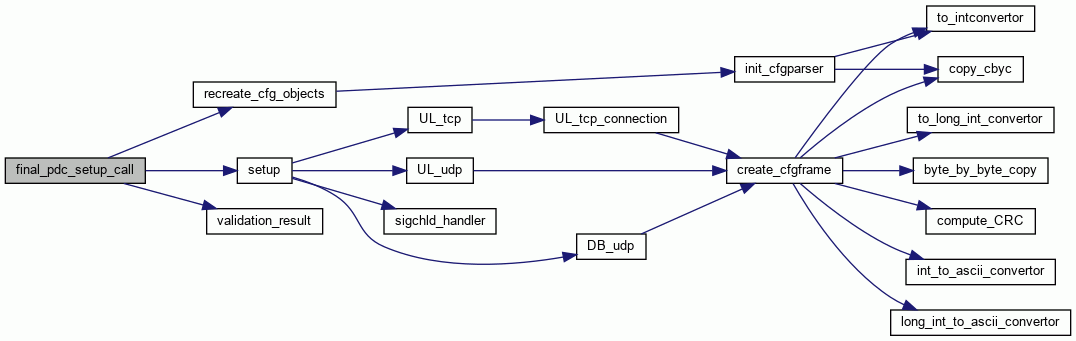 final_pdc_setup_call
recreate_cfg_objects
setup
validation_result
UL_tcp
UL_udp
sigchld_handler
UL_tcp_connection
DB_udp
init_cfgparser
create_cfgframe
to_intconvertor
copy_cbyc
to_long_int_convertor
byte_by_byte_copy
compute_CRC
int_to_ascii_convertor
long_int_to_ascii_convertor